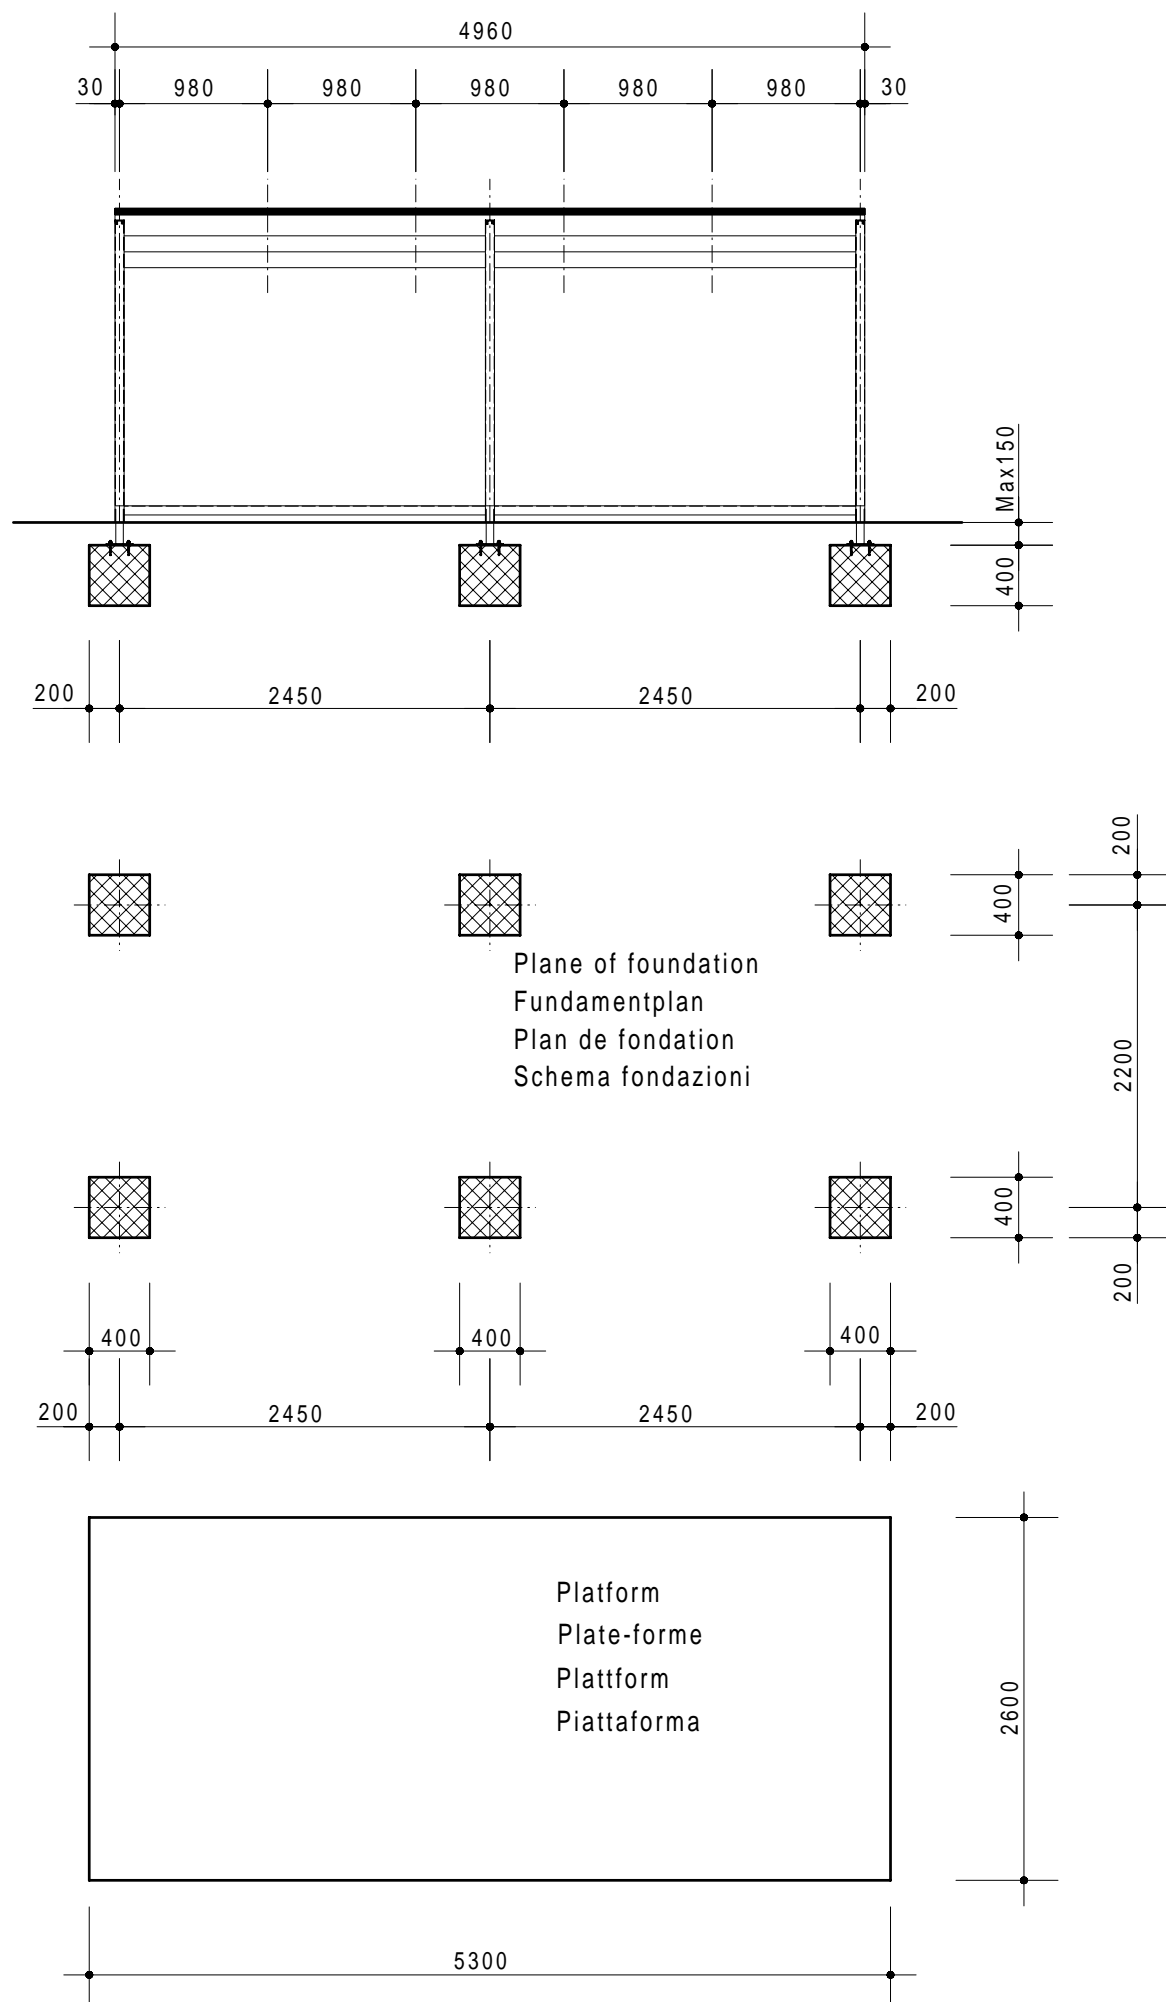 4960
30 980 980 980 980 980 30
Max150
400
200 2450 2450 200
200
400
Plane of foundation
Fundamentplan
Plan de fondation
Schema fondazioni
2200
400
200
400 400 400
200 2450 2450 200
Platform
Plate-forme
Plattform
Piattaforma
2600
5300